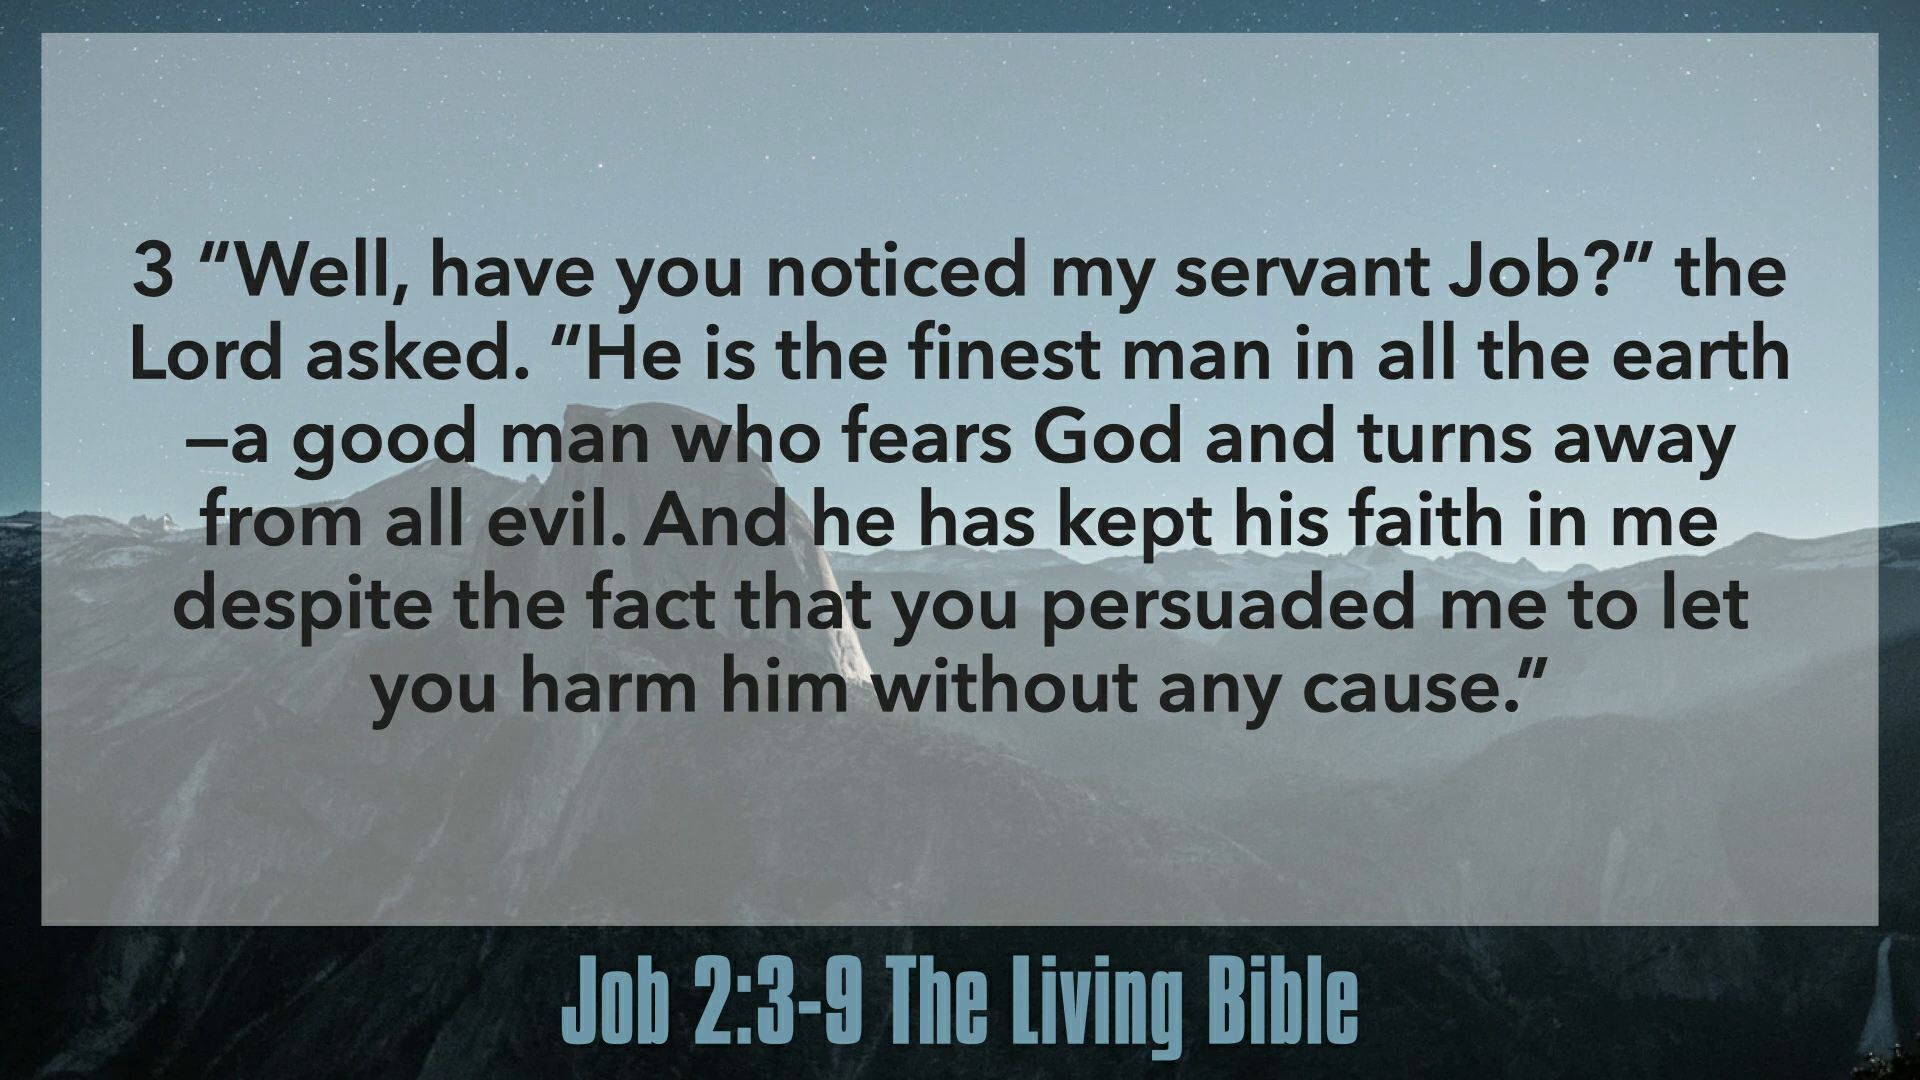 3 “Well, have you noticed my servant Job?” the
Lord asked. “He is the finest man in all the earth
—a good man who fears God and turns away
from all evil. And he has kept his faith in me
despite the fact that you persuaded me to let
you harm him without any cause.”
Job 2:3-9 The Living Bible